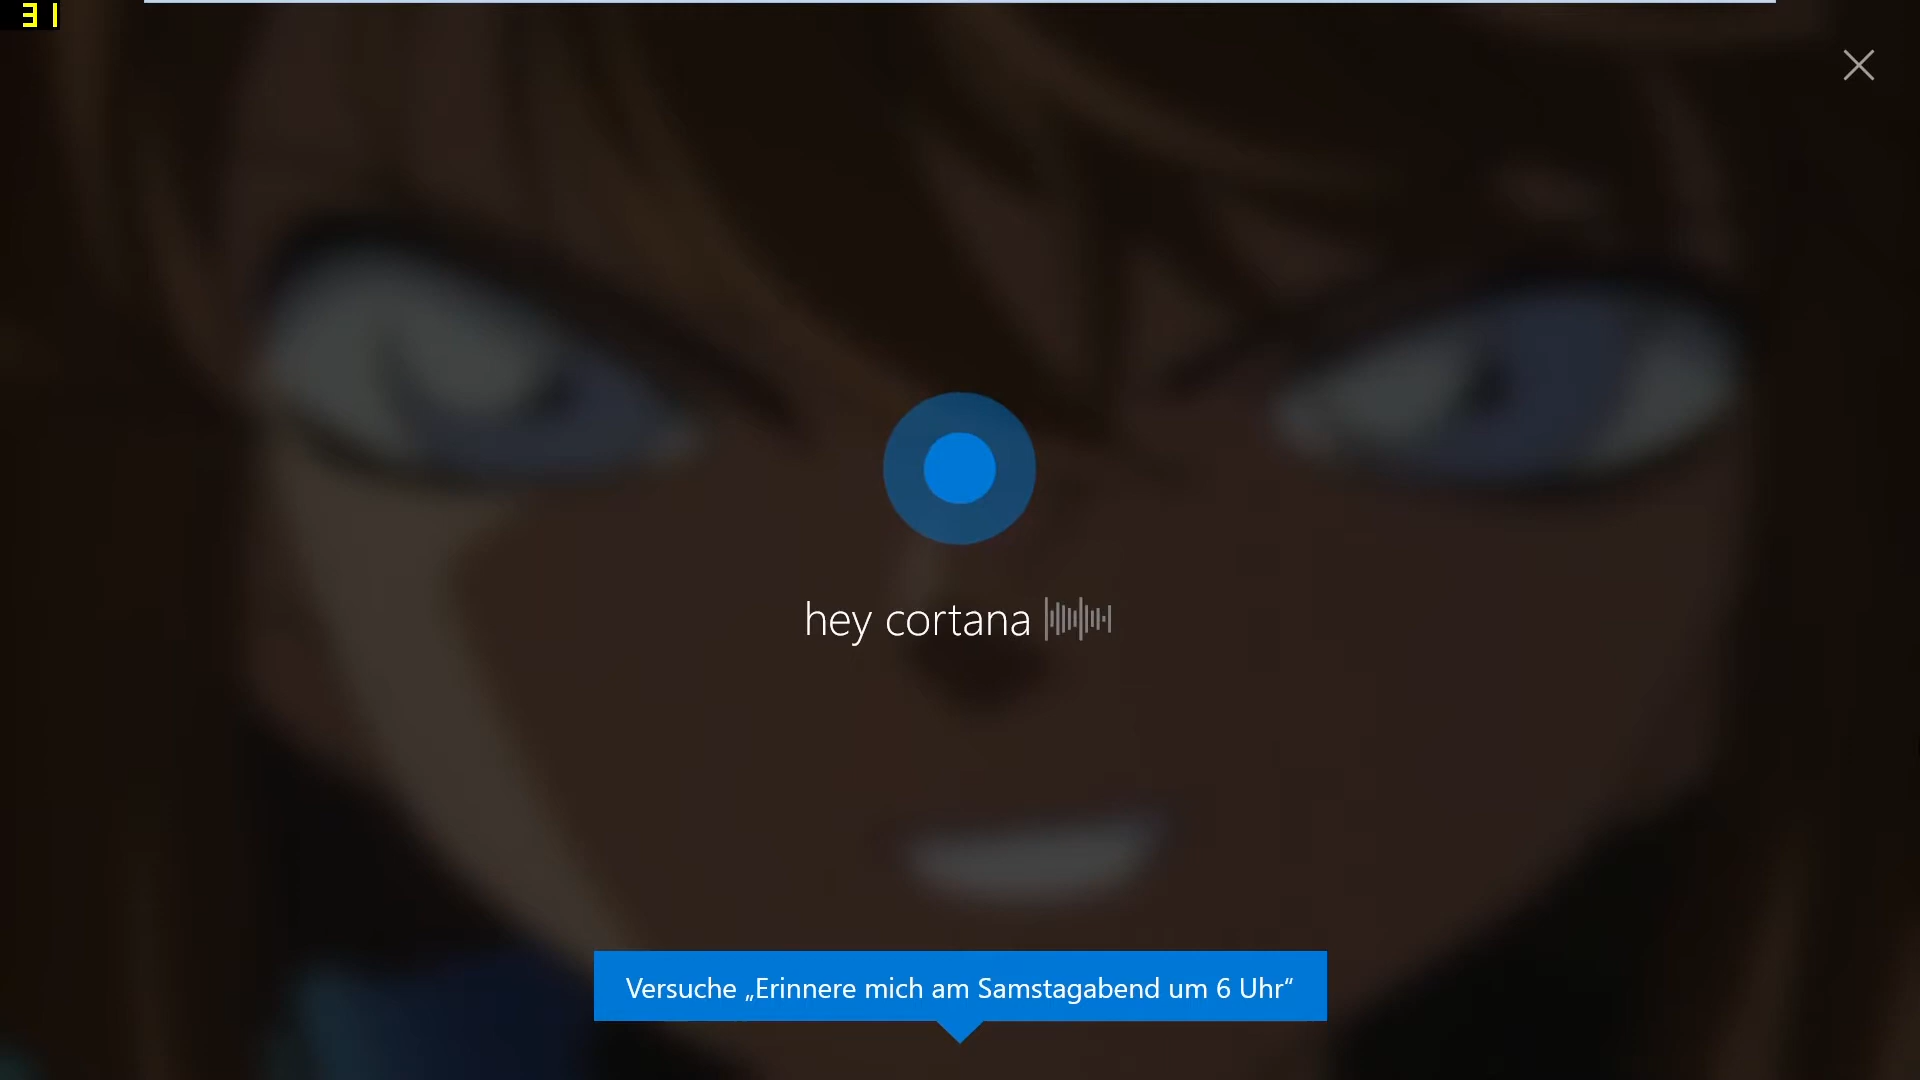 31
hey cortana
Versuche „Erinnere mich am Samstagabend um 6 Uhr“